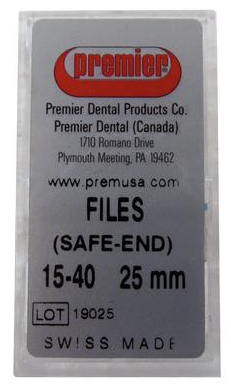 premier®
Premier Dental Products Co.
Premier Dental (Canada)
1710 Romano Drive
Plymouth Meeting, PA 19462
www.premusa.com
FILES
(SAFE-END)
15-40 25 mm
LOT 19025
SWISS MADE